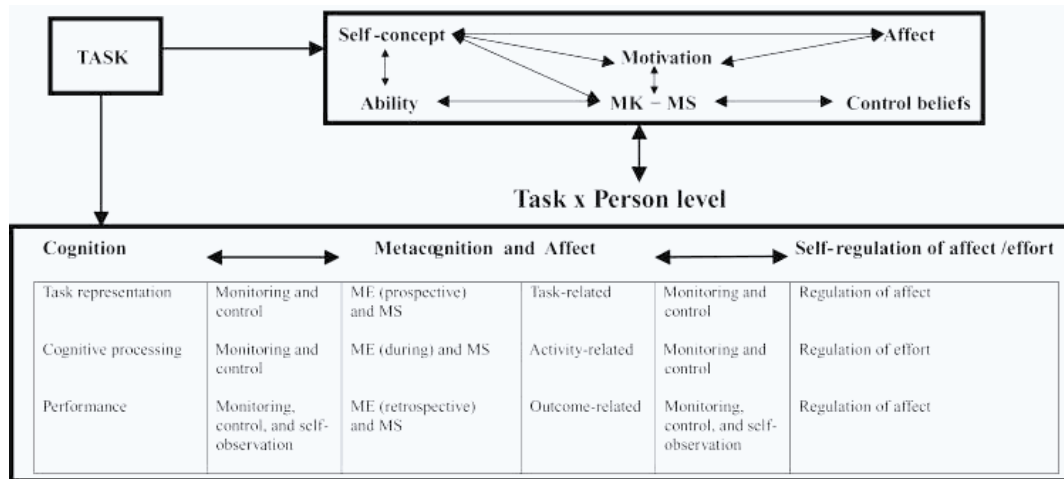 TASK
Self -concept Affect
Motivation
Ability MK – MS Control beliefs
Task x Person level
Cognition Metacognition and Affect Self-regulation of affect /effort
Task representation Monitoring and control ME (prospective) and MS Task-related Monitoring and control Regulation of affect
Cognitive processing Monitoring and control ME (during) and MS Activity-related Monitoring and control Regulation of effort
Performance Monitoring, control, and self-observation ME (retrospective) and MS Outcome-related Monitoring, control, and self-observation Regulation of affect